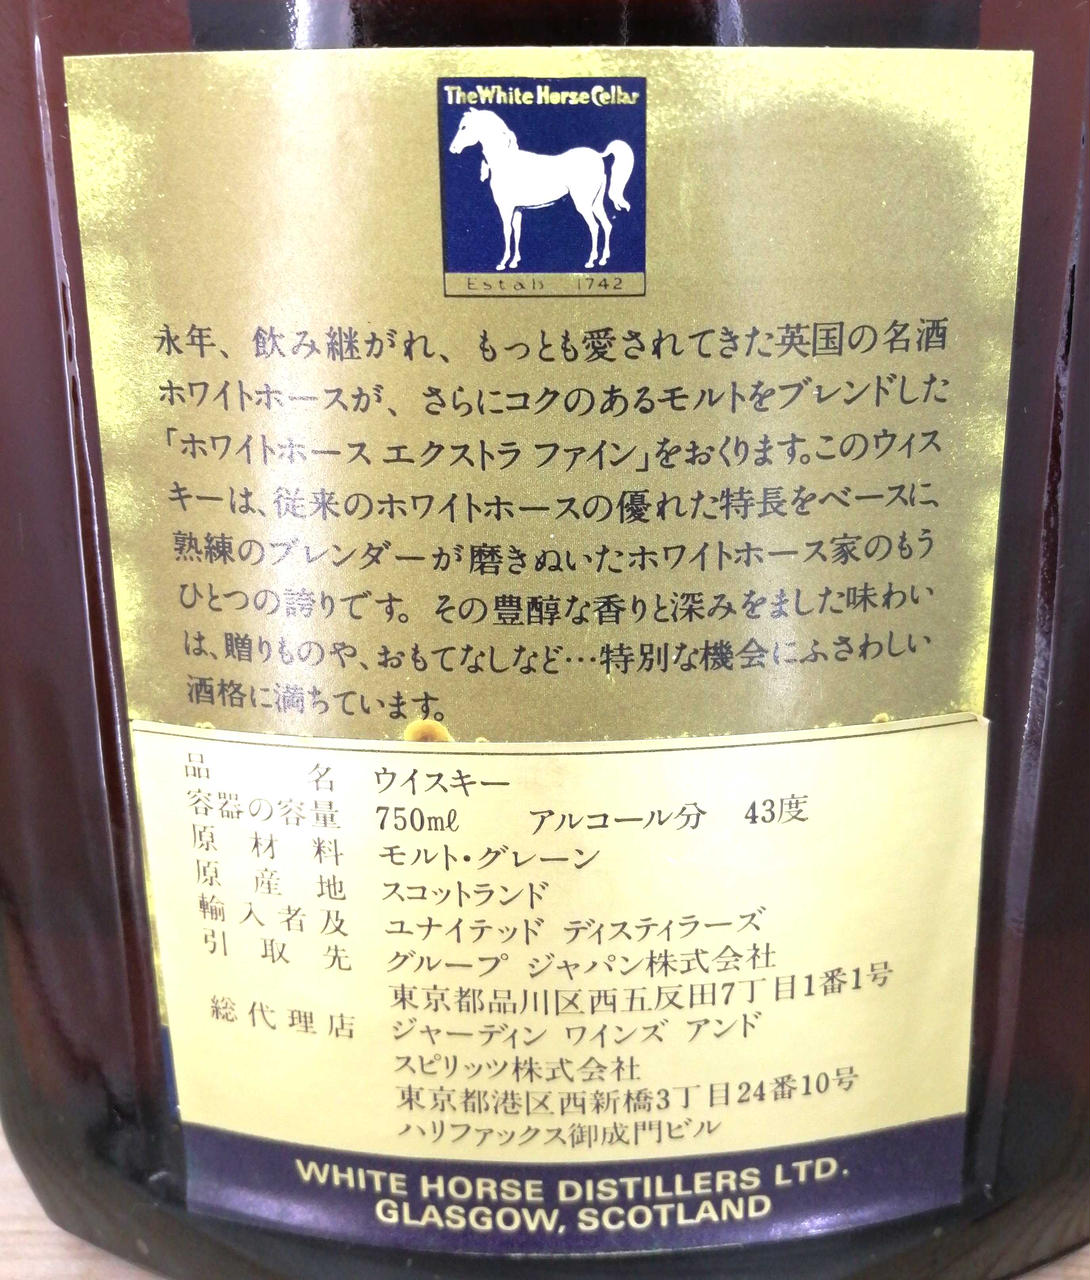 The White Horse Cellar
Estab 1742
永年、飲み継がれ、もっとも愛されてきた英国の名酒
ホワイトホースが、さらにコクのあるモルトをブレンドした
「ホワイトホース エクストラ ファイン」をおくります。このウィス
キーは、従来のホワイトホースの優れた特長をベースに、
熟練のブレンダーが磨きぬいたホワイトホース家のもう
ひとつの誇りです。その豊醇な香りと深みをました味わい
は、贈りものや、おもてなしなど…特別な機会にふさわしい
酒格に満ちています。
品名 ウイスキー
容器の容量 750mℓ アルコール分 43度
原材料 モルト・グレーン
原産地 スコットランド
輸入者及 ユナイテッド ディスティラーズ
引取先 グループ ジャパン株式会社
東京都品川区西五反田7丁目1番1号
総代理店 ジャーディン ワインズ アンド
スピリッツ株式会社
東京都港区西新橋3丁目24番10号
ハリファックス御成門ビル
WHITE HORSE DISTILLERS LTD.
GLASGOW, SCOTLAND